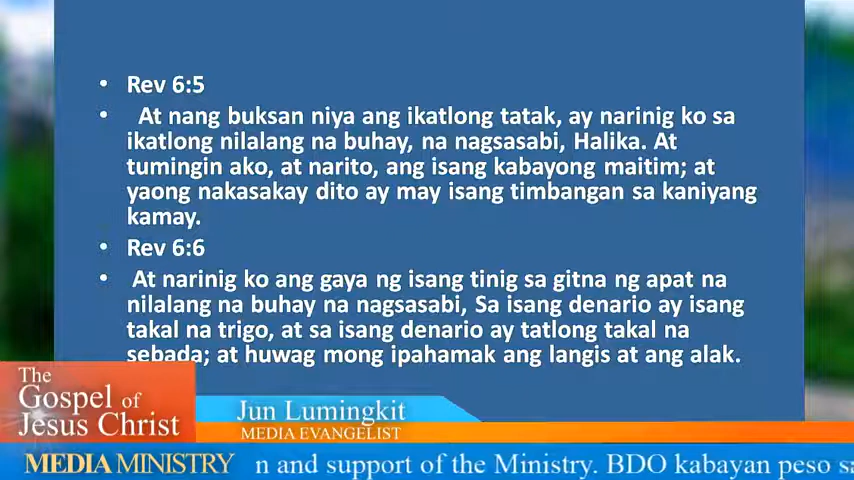 • Rev 6:5
• At nang buksan niya ang ikatlong tatak, ay narinig ko sa
ikatlong nilalang na buhay, na nagsasabi, Halika. At
tumingin ako, at narito, ang isang kabayong maitim; at
yaong nakasakay dito ay may isang timbangan sa kaniyang
kamay.
• Rev 6:6
• At narinig ko ang gaya ng isang tinig sa gitna ng apat na
nilalang na buhay na nagsasabi, Sa isang denario ay isang
takal na trigo, at sa isang denario ay tatlong takal na
sebada; at huwag mong ipahamak ang langis at ang alak.
The
Gospel of
Jesus Christ
Jun Lumingkit
MEDIA EVANGELIST
MEDIA MINISTRY
n and support of the Ministry. BDO kabayan peso sa